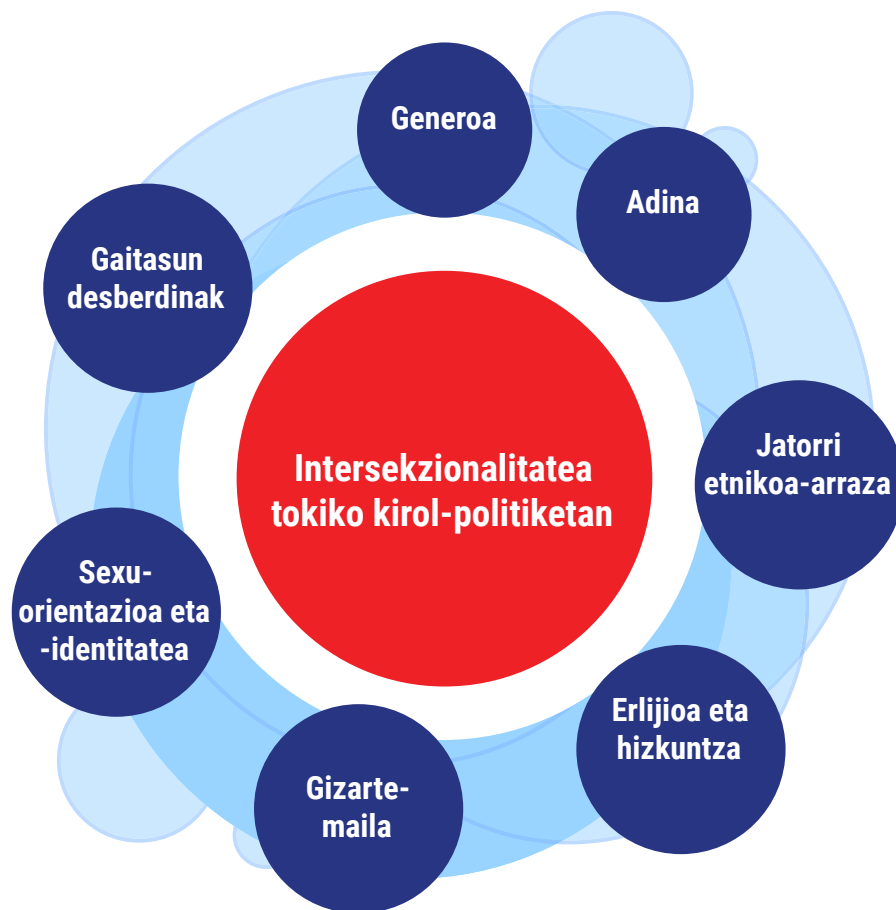 Generoa
Adina
Gaitasun
desberdinak
Jatorri
etnikoa-arraza
Intersekzionalitatea
tokiko kirol-politiketan
Sexu-
orientazioa eta
-identitatea
Erlijioa eta
hizkuntza
Gizarte-
maila